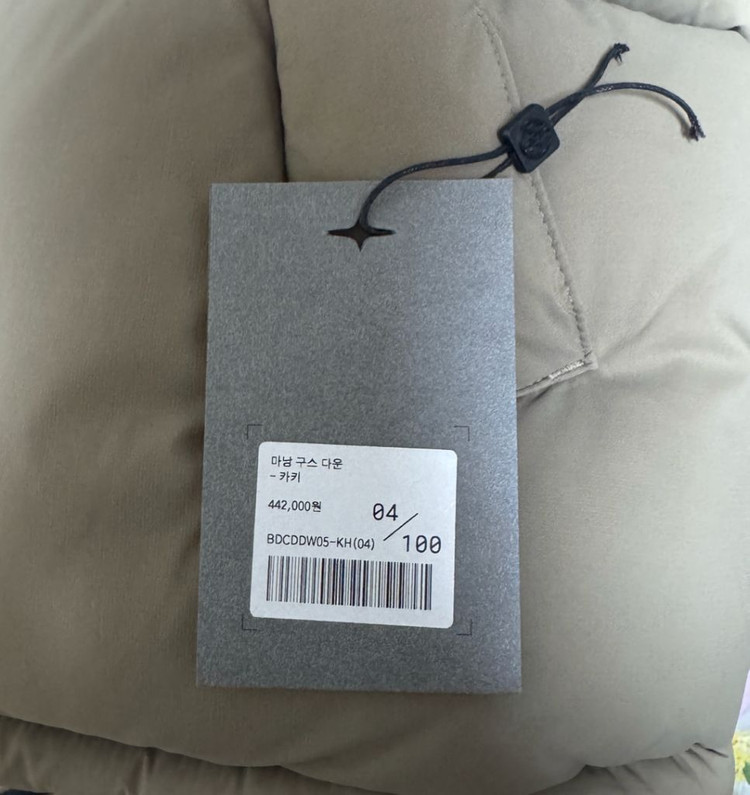 마낭 구스 다운
- 카키
442,000원
04/100
BDCDDW05-KH(04)